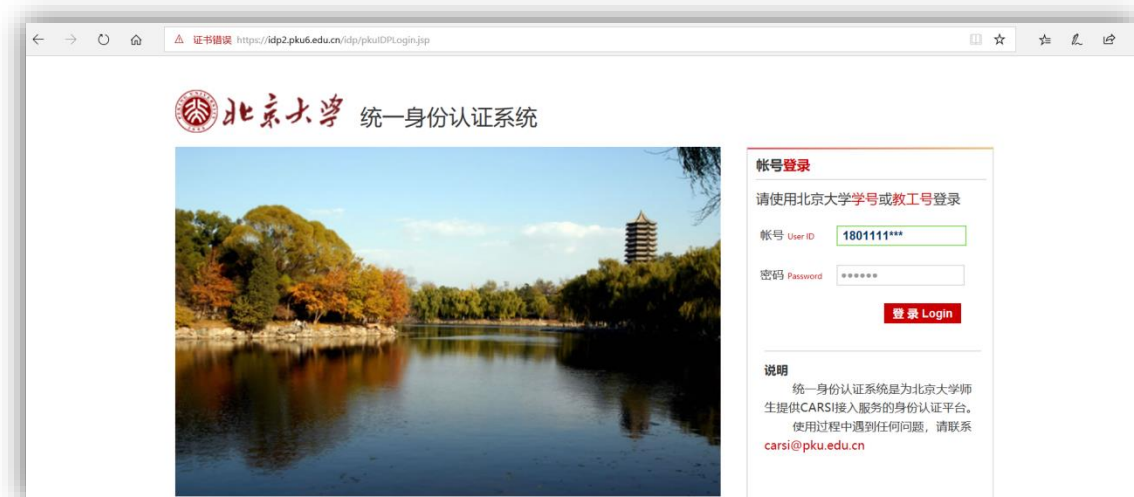 证书错误 https://idp2.pku6.edu.cn/idp/pkuIDPLogin.jsp
北京大学 统一身份认证系统
帐号登录
请使用北京大学学号或教工号登录
帐号 User ID 1801111***
密码 Password ●●●●●●
登 录 Login
说明
统一身份认证系统是为北京大学师
生提供CARSI接入服务的身份认证平台。
使用过程中遇到任何问题，请联系
carsi@pku.edu.cn